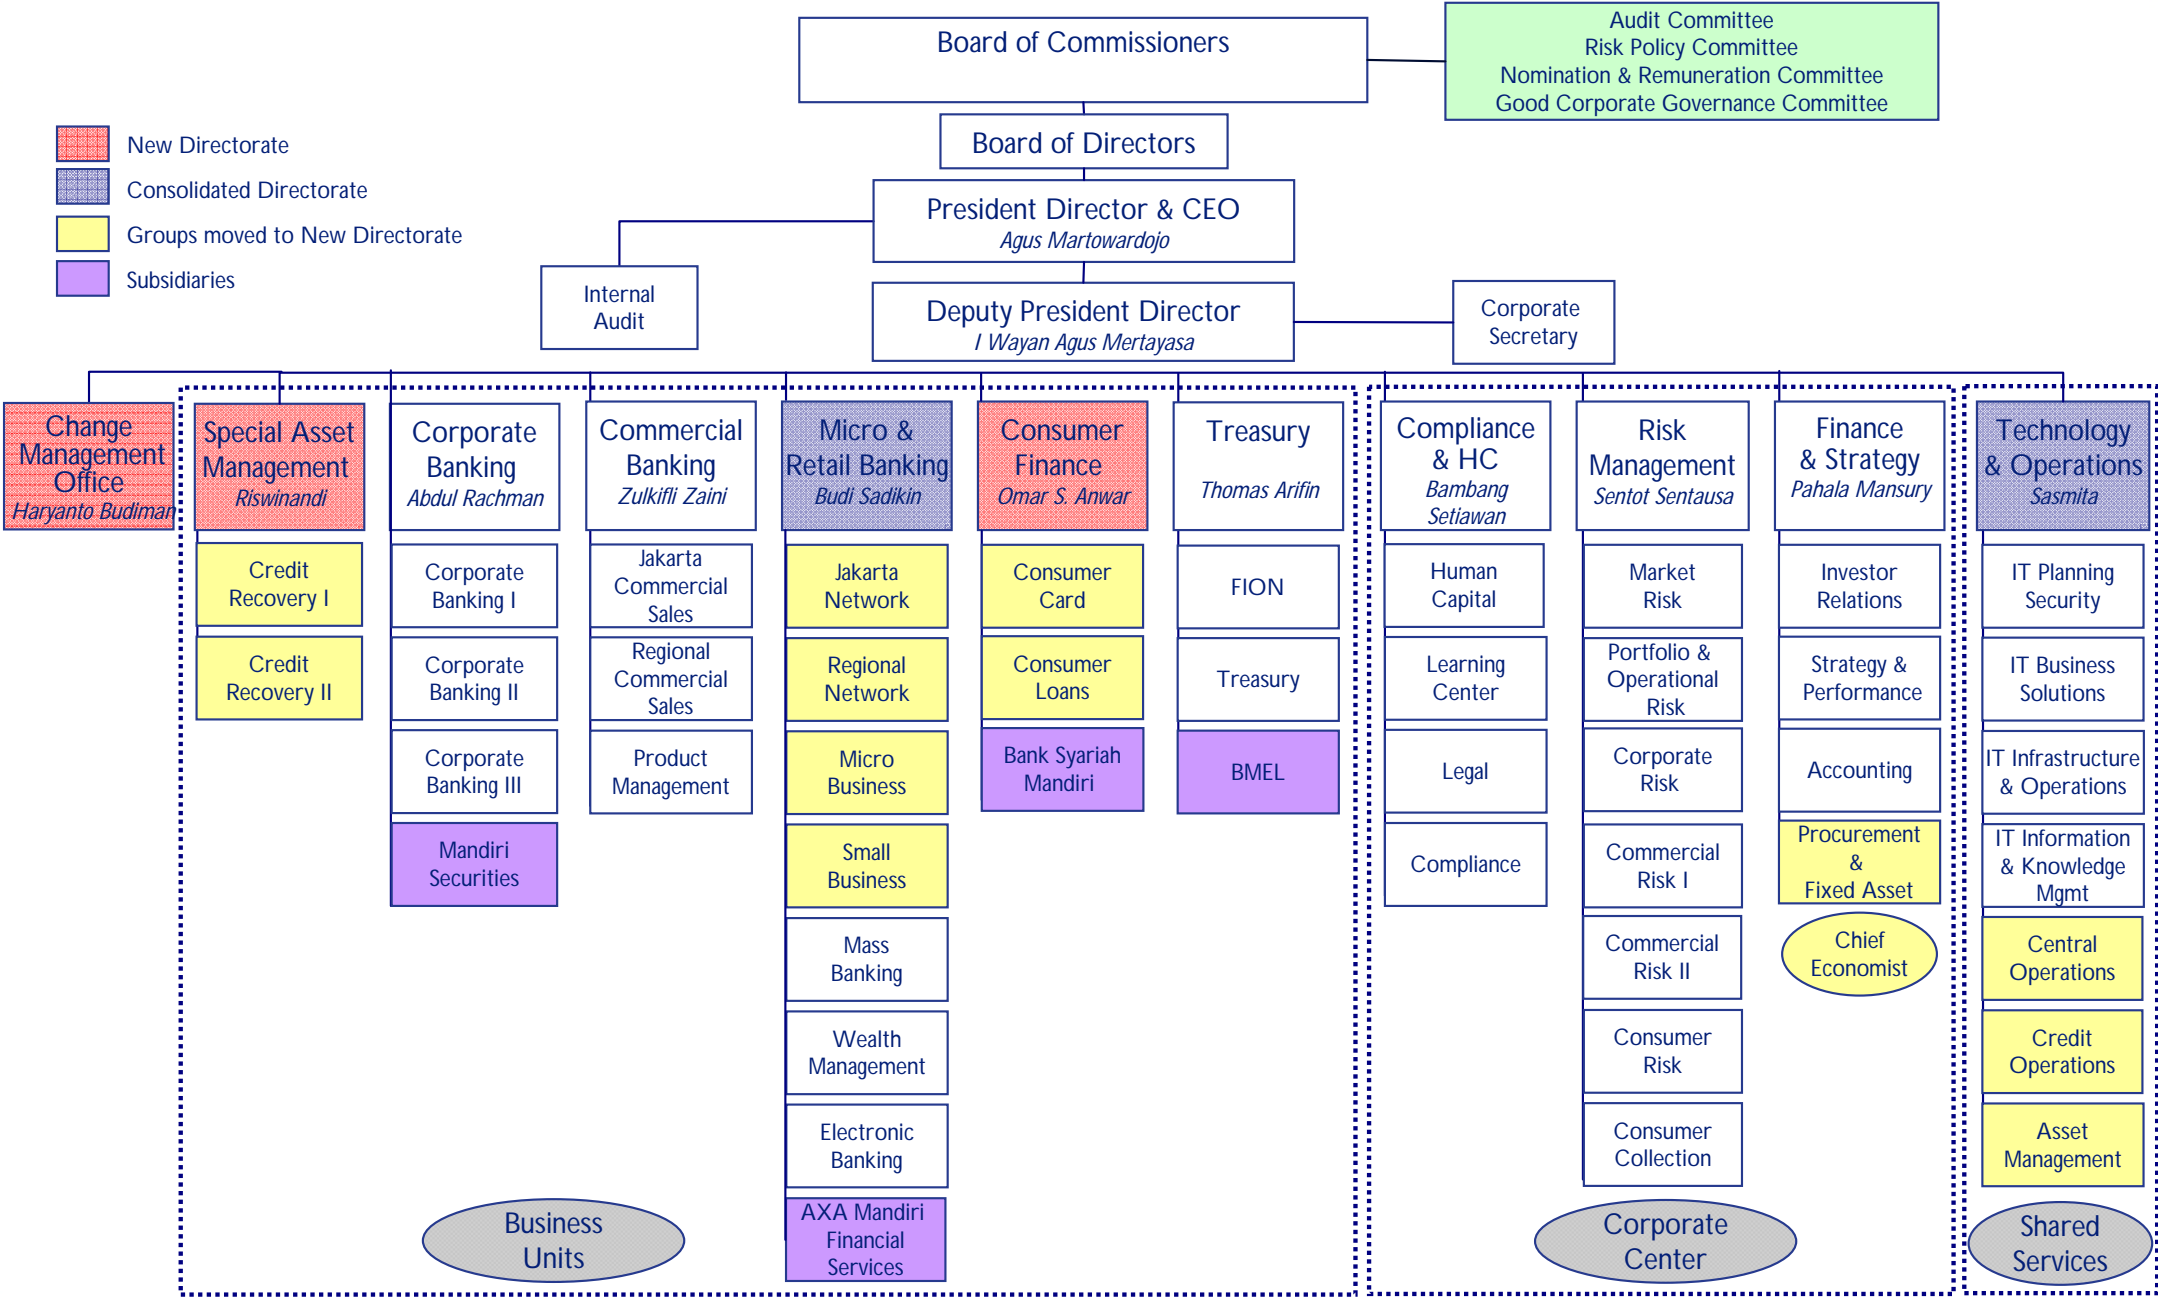 Board of Commissioners
Audit Committee
Risk Policy Committee
Nomination & Remuneration Committee
Good Corporate Governance Committee
Board of Directors
New Directorate
Consolidated Directorate
Groups moved to New Directorate
Subsidiaries
President Director & CEO
Agus Martowardojo
Internal
Audit
Deputy President Director
I Wayan Agus Mertayasa
Corporate
Secretary
Change
Management
Office
Haryanto Budiman
Special Asset
Management
Riswinandi
Corporate
Banking
Abdul Rachman
Commercial
Banking
Zulkifli Zaini
Micro &
Retail Banking
Budi Sadikin
Consumer
Finance
Omar S. Anwar
Treasury
Thomas Arifin
Compliance
& HC
Bambang
Setiawan
Risk
Management
Sentot Sentausa
Finance
& Strategy
Pahala Mansury
Technology
& Operations
Sasmita
Credit
Recovery I
Credit
Recovery II
Corporate
Banking I
Corporate
Banking II
Corporate
Banking III
Mandiri
Securities
Jakarta
Commercial
Sales
Regional
Commercial
Sales
Product
Management
Jakarta
Network
Regional
Network
Micro
Business
Small
Business
Mass
Banking
Wealth
Management
Electronic
Banking
AXA Mandiri
Financial
Services
Consumer
Card
Consumer
Loans
Bank Syariah
Mandiri
FION
Treasury
BMEL
Human
Capital
Learning
Center
Legal
Compliance
Market
Risk
Portfolio &
Operational
Risk
Corporate
Risk
Commercial
Risk I
Commercial
Risk II
Consumer
Risk
Consumer
Collection
Investor
Relations
Strategy &
Performance
Accounting
Procurement
&
Fixed Asset
Chief
Economist
IT Planning
Security
IT Business
Solutions
IT Infrastructure
& Operations
IT Information
& Knowledge
Mgmt
Central
Operations
Credit
Operations
Asset
Management
Business
Units
Corporate
Center
Shared
Services